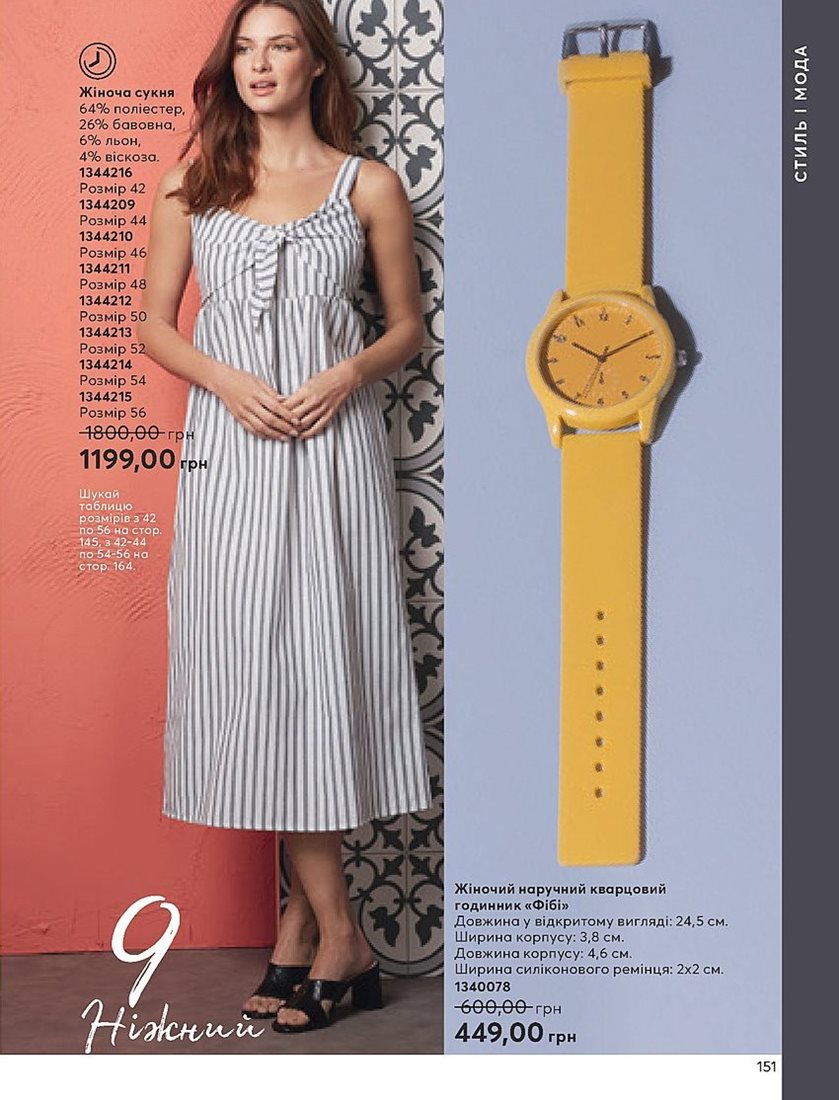 Жіноча сукня
64% поліестер,
26% бавовна,
6% льон,
4% віскоза.
1344216
Розмір 42
1344209
Розмір 44
1344210
Розмір 46
1344211
Розмір 48
1344212
Розмір 50
1344213
Розмір 52
1344214
Розмір 54
1344215
Розмір 56
1800,00 грн
1199,00 грн
Шукай
таблицю
розмірів з 42
по 56 на стор.
145, з 42-44
по 54-56 на
стор. 164.
9
Ніжний
СТИЛЬ | МОДА
Жіночий наручний кварцовий
годинник «Фібі»
Довжина у відкритому вигляді: 24,5 см.
Ширина корпусу: 3,8 см.
Довжина корпусу: 4,6 см.
Ширина силіконового ремінця: 2x2 см.
1340078
600,00 грн
449,00 грн
151